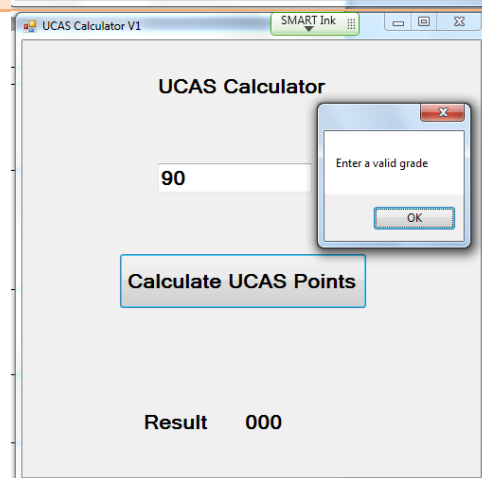 UCAS Calculator V1
SMART Ink
UCAS Calculator
Enter a valid grade
90
OK
Calculate UCAS Points
Result 000